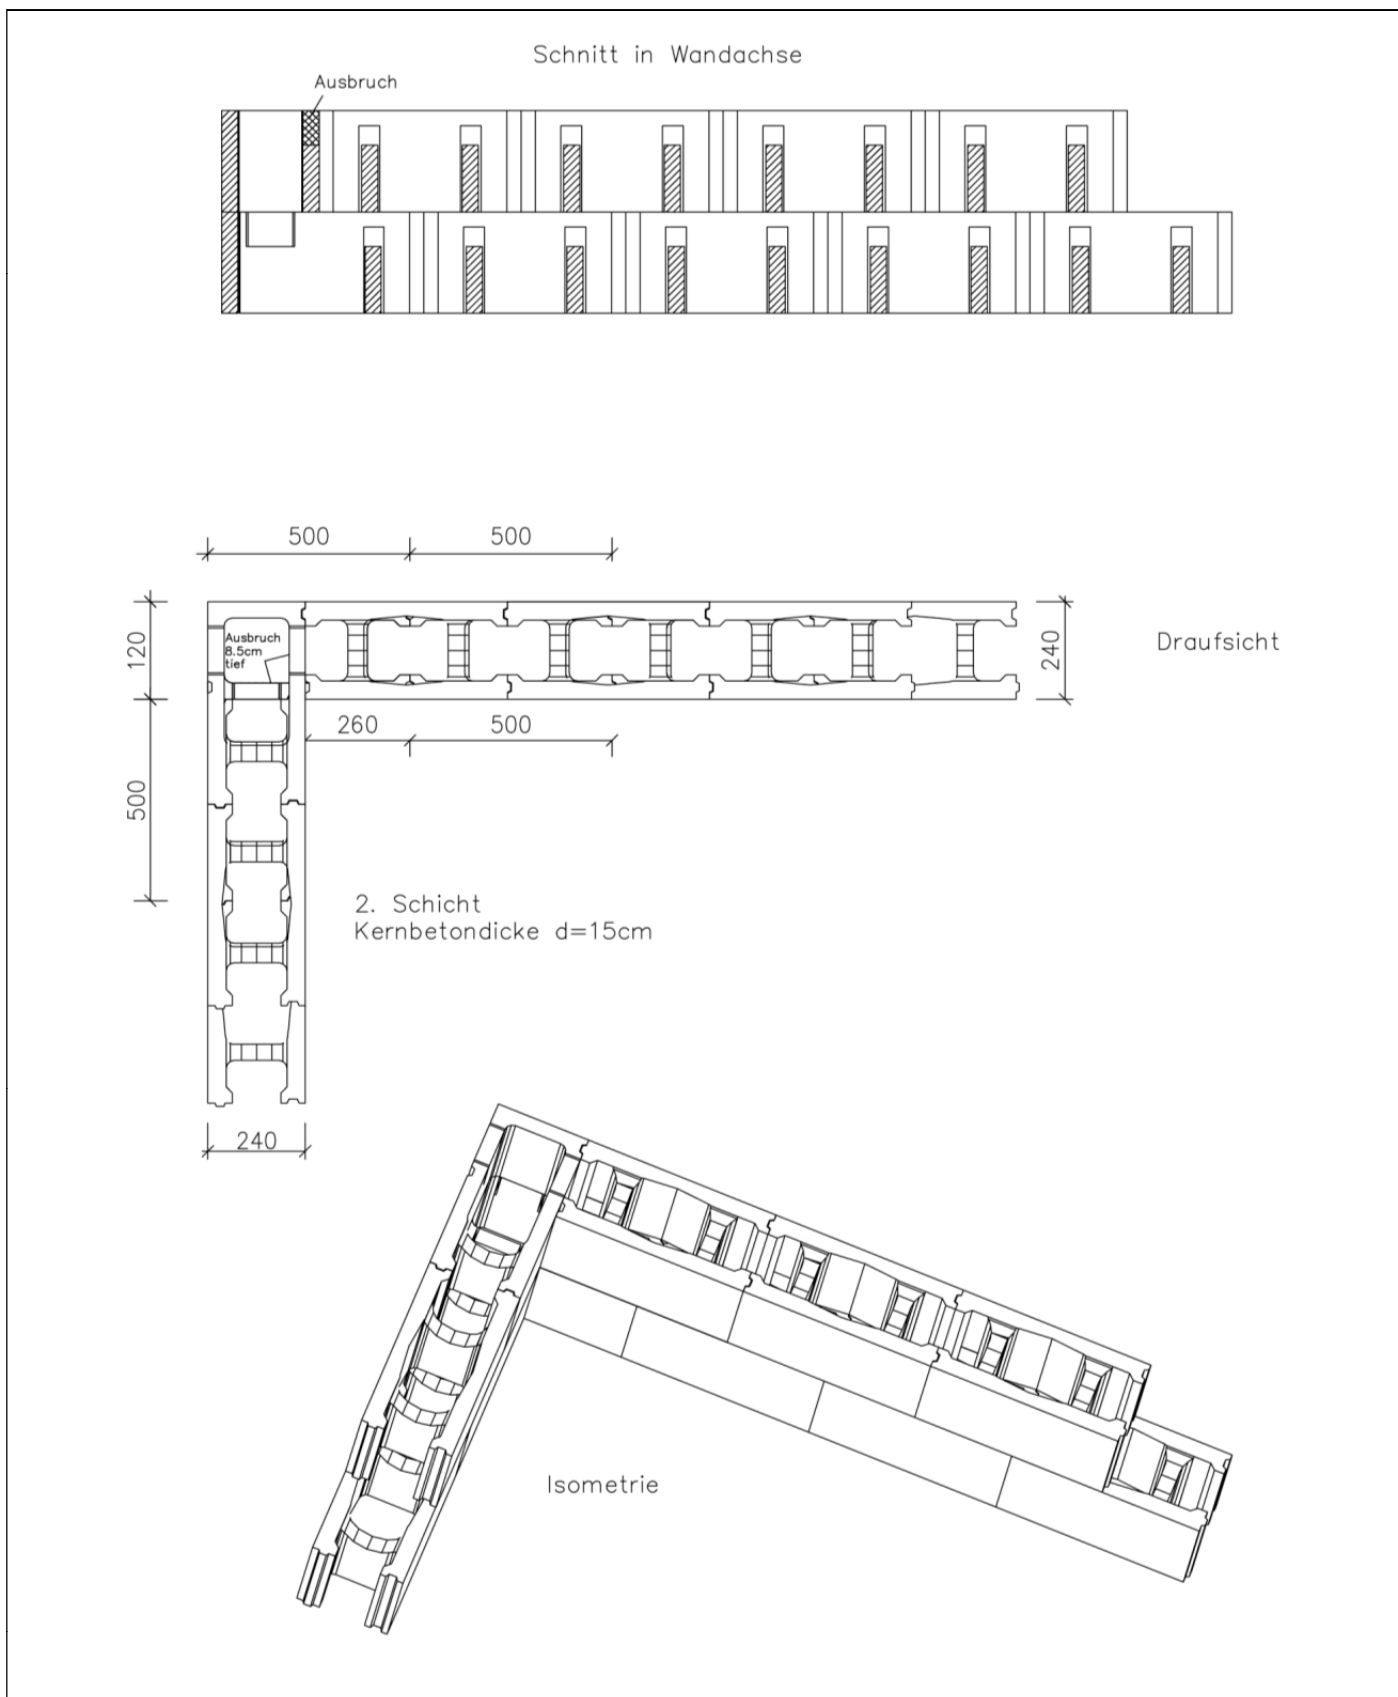 Schnitt in Wandachse
Ausbruch
500
500
120
Ausbruch
8.5cm
tief
240
Draufsicht
260
500
500
2. Schicht
Kernbetondicke d=15cm
240
Isometrie